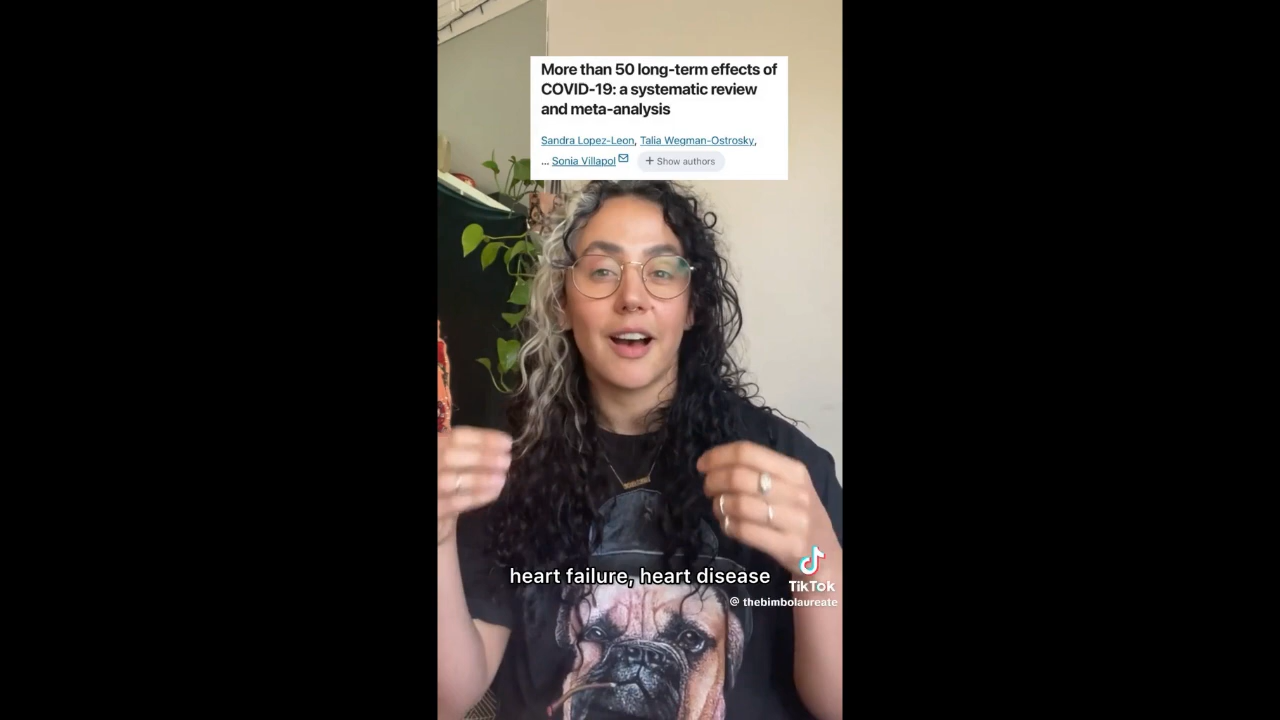 More than 50 long-term effects of
COVID-19: a systematic review
and meta-analysis
Sandra Lopez-Leon, Talia Wegman-Ostrosky,
... Sonia Villapol + Show authors
heart failure, heart disease
TikTok
@ thebimbolaureate